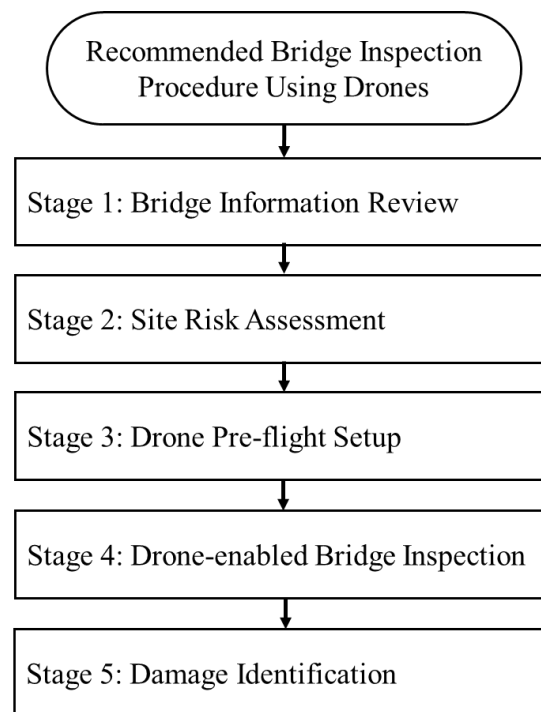 Recommended Bridge Inspection
Procedure Using Drones
Stage 1: Bridge Information Review
Stage 2: Site Risk Assessment
Stage 3: Drone Pre-flight Setup
Stage 4: Drone-enabled Bridge Inspection
Stage 5: Damage Identification